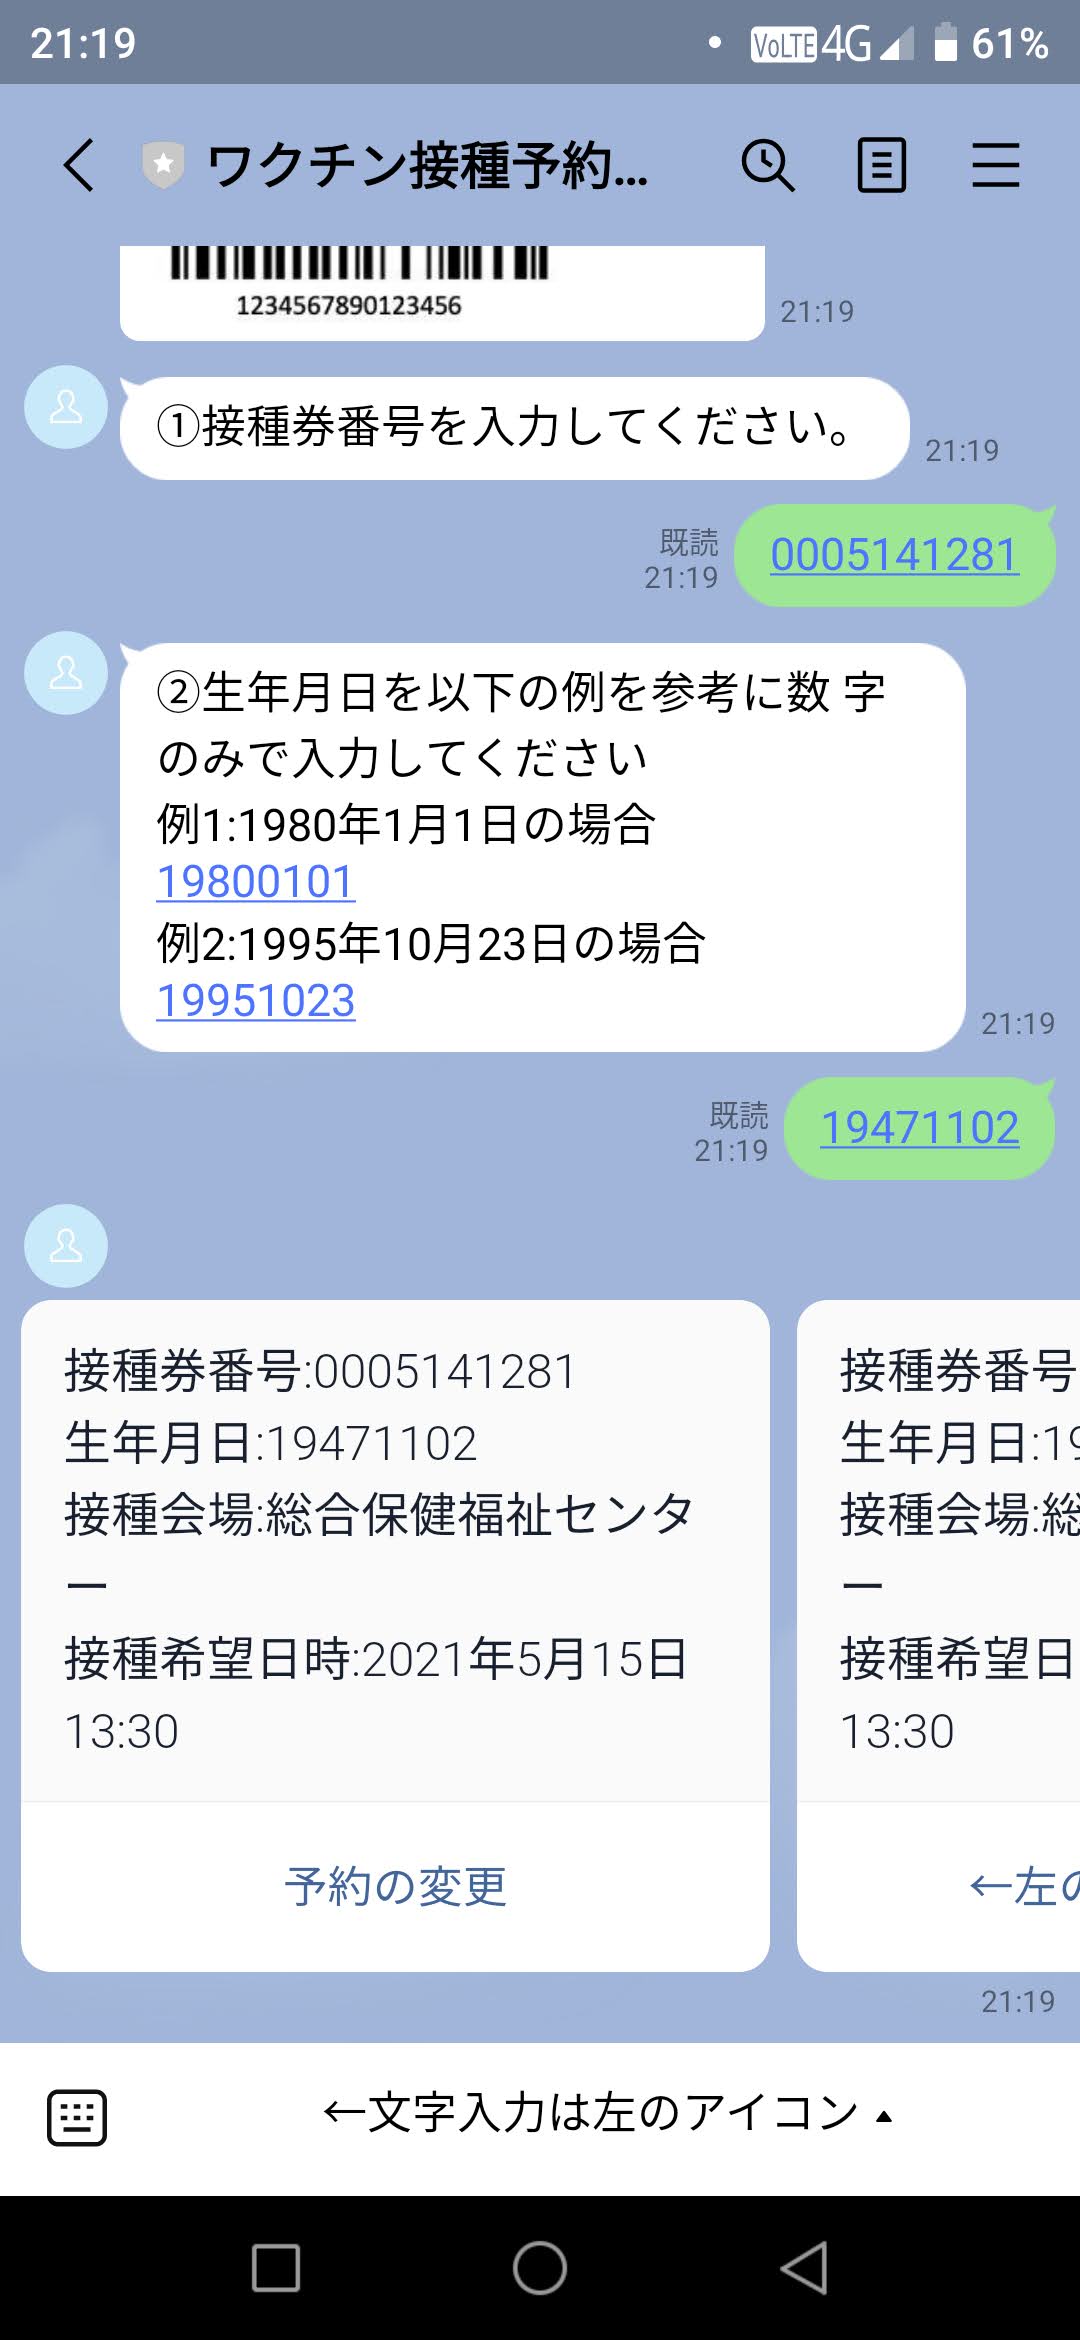 21:19
VoLTE 4G 61%
ワクチン接種予約...
1234567890123456
21:19
①接種券番号を入力してください。
21:19
既読
21:19
0005141281
②生年月日を以下の例を参考に数 字
のみで入力してください
例1:1980年1月1日の場合
19800101
例2:1995年10月23日の場合
19951023
21:19
既読
21:19
19471102
接種券番号:0005141281
生年月日:19471102
接種会場:総合保健福祉センタ
ー
接種希望日時:2021年5月15日
13:30
予約の変更
接種券番号
生年月日:19
接種会場:総
ー
接種希望日
13:30
←左の
21:19
←文字入力は左のアイコン ▲